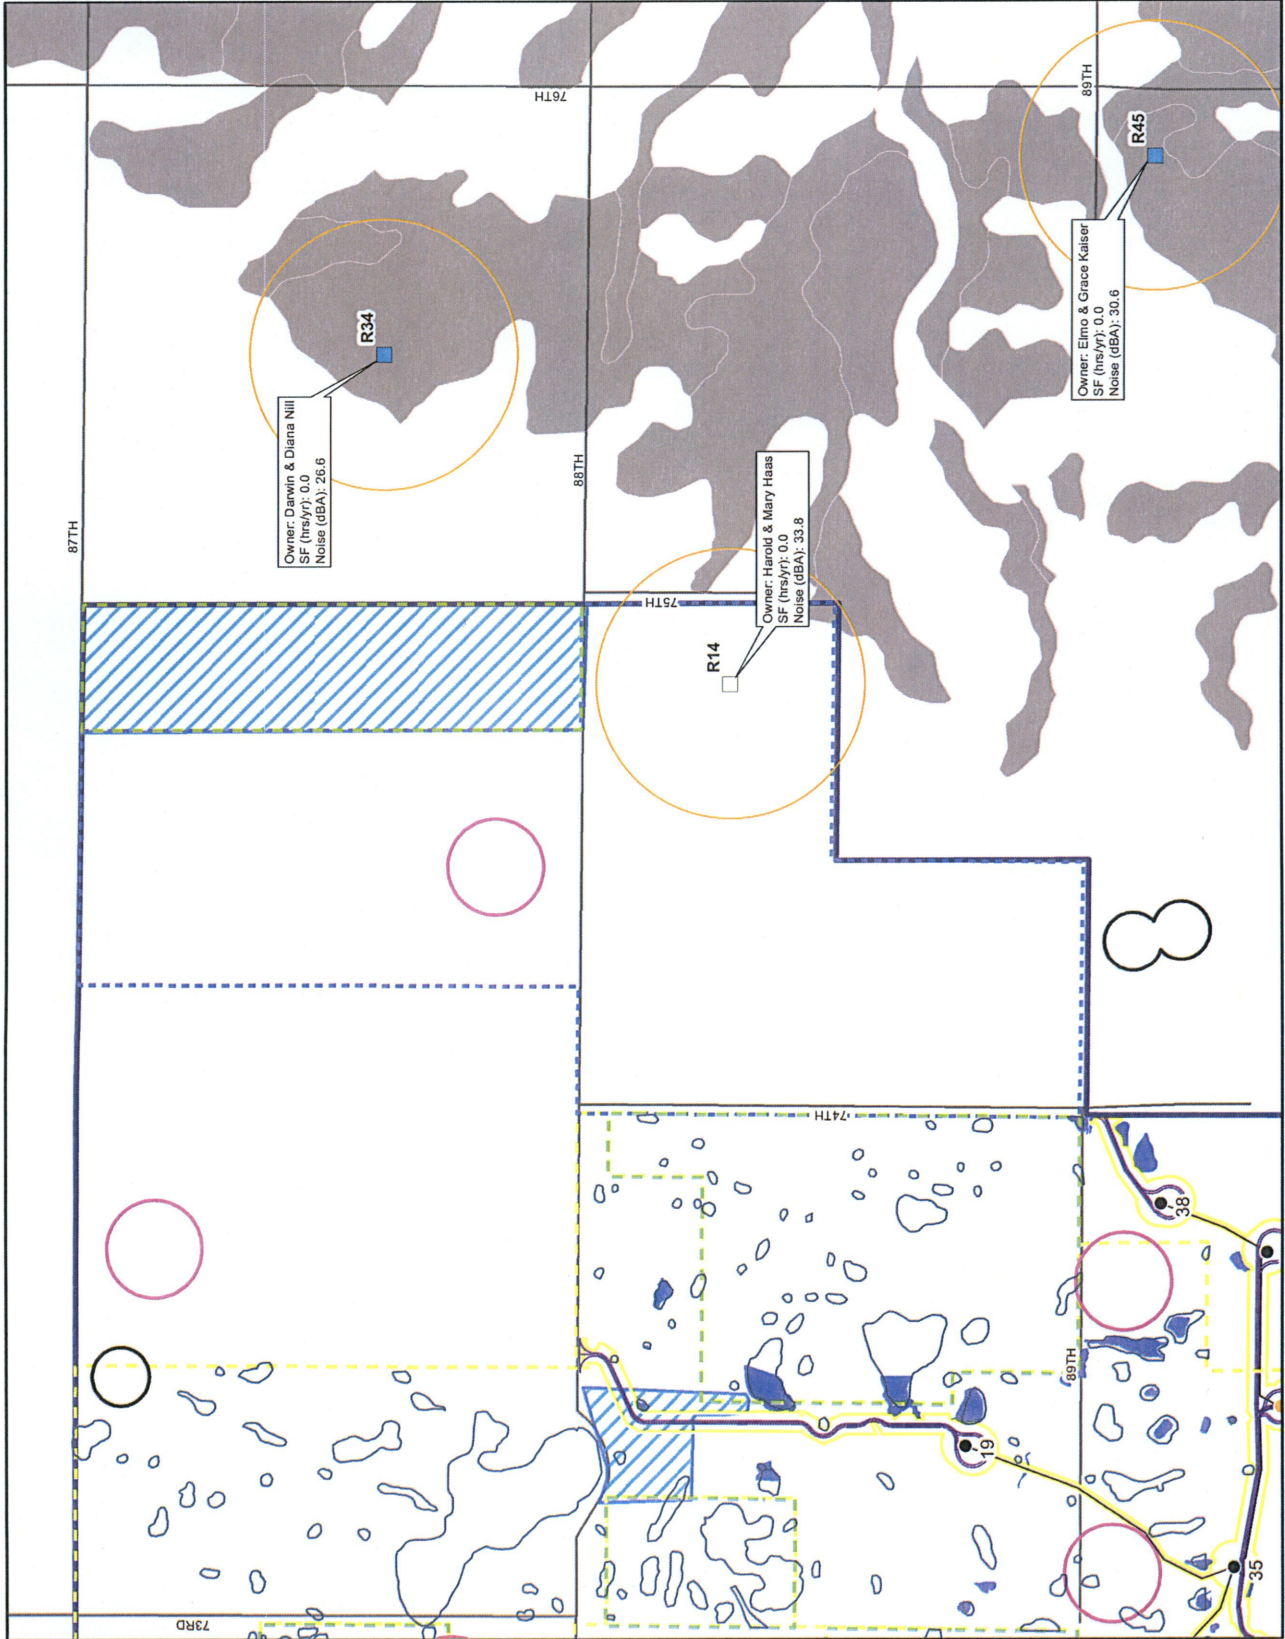 87TH
76TH
88TH
89TH
R34
Owner: Darwin & Diana Nill
SF (hrs/yr): 0.0
Noise (dBA): 26.6
R45
Owner: Elmo & Grace Kaiser
SF (hrs/yr): 0.0
Noise (dBA): 30.6
75TH
R14
Owner: Harold & Mary Haas
SF (hrs/yr): 0.0
Noise (dBA): 33.8
74TH
38
89TH
19
35
73RD